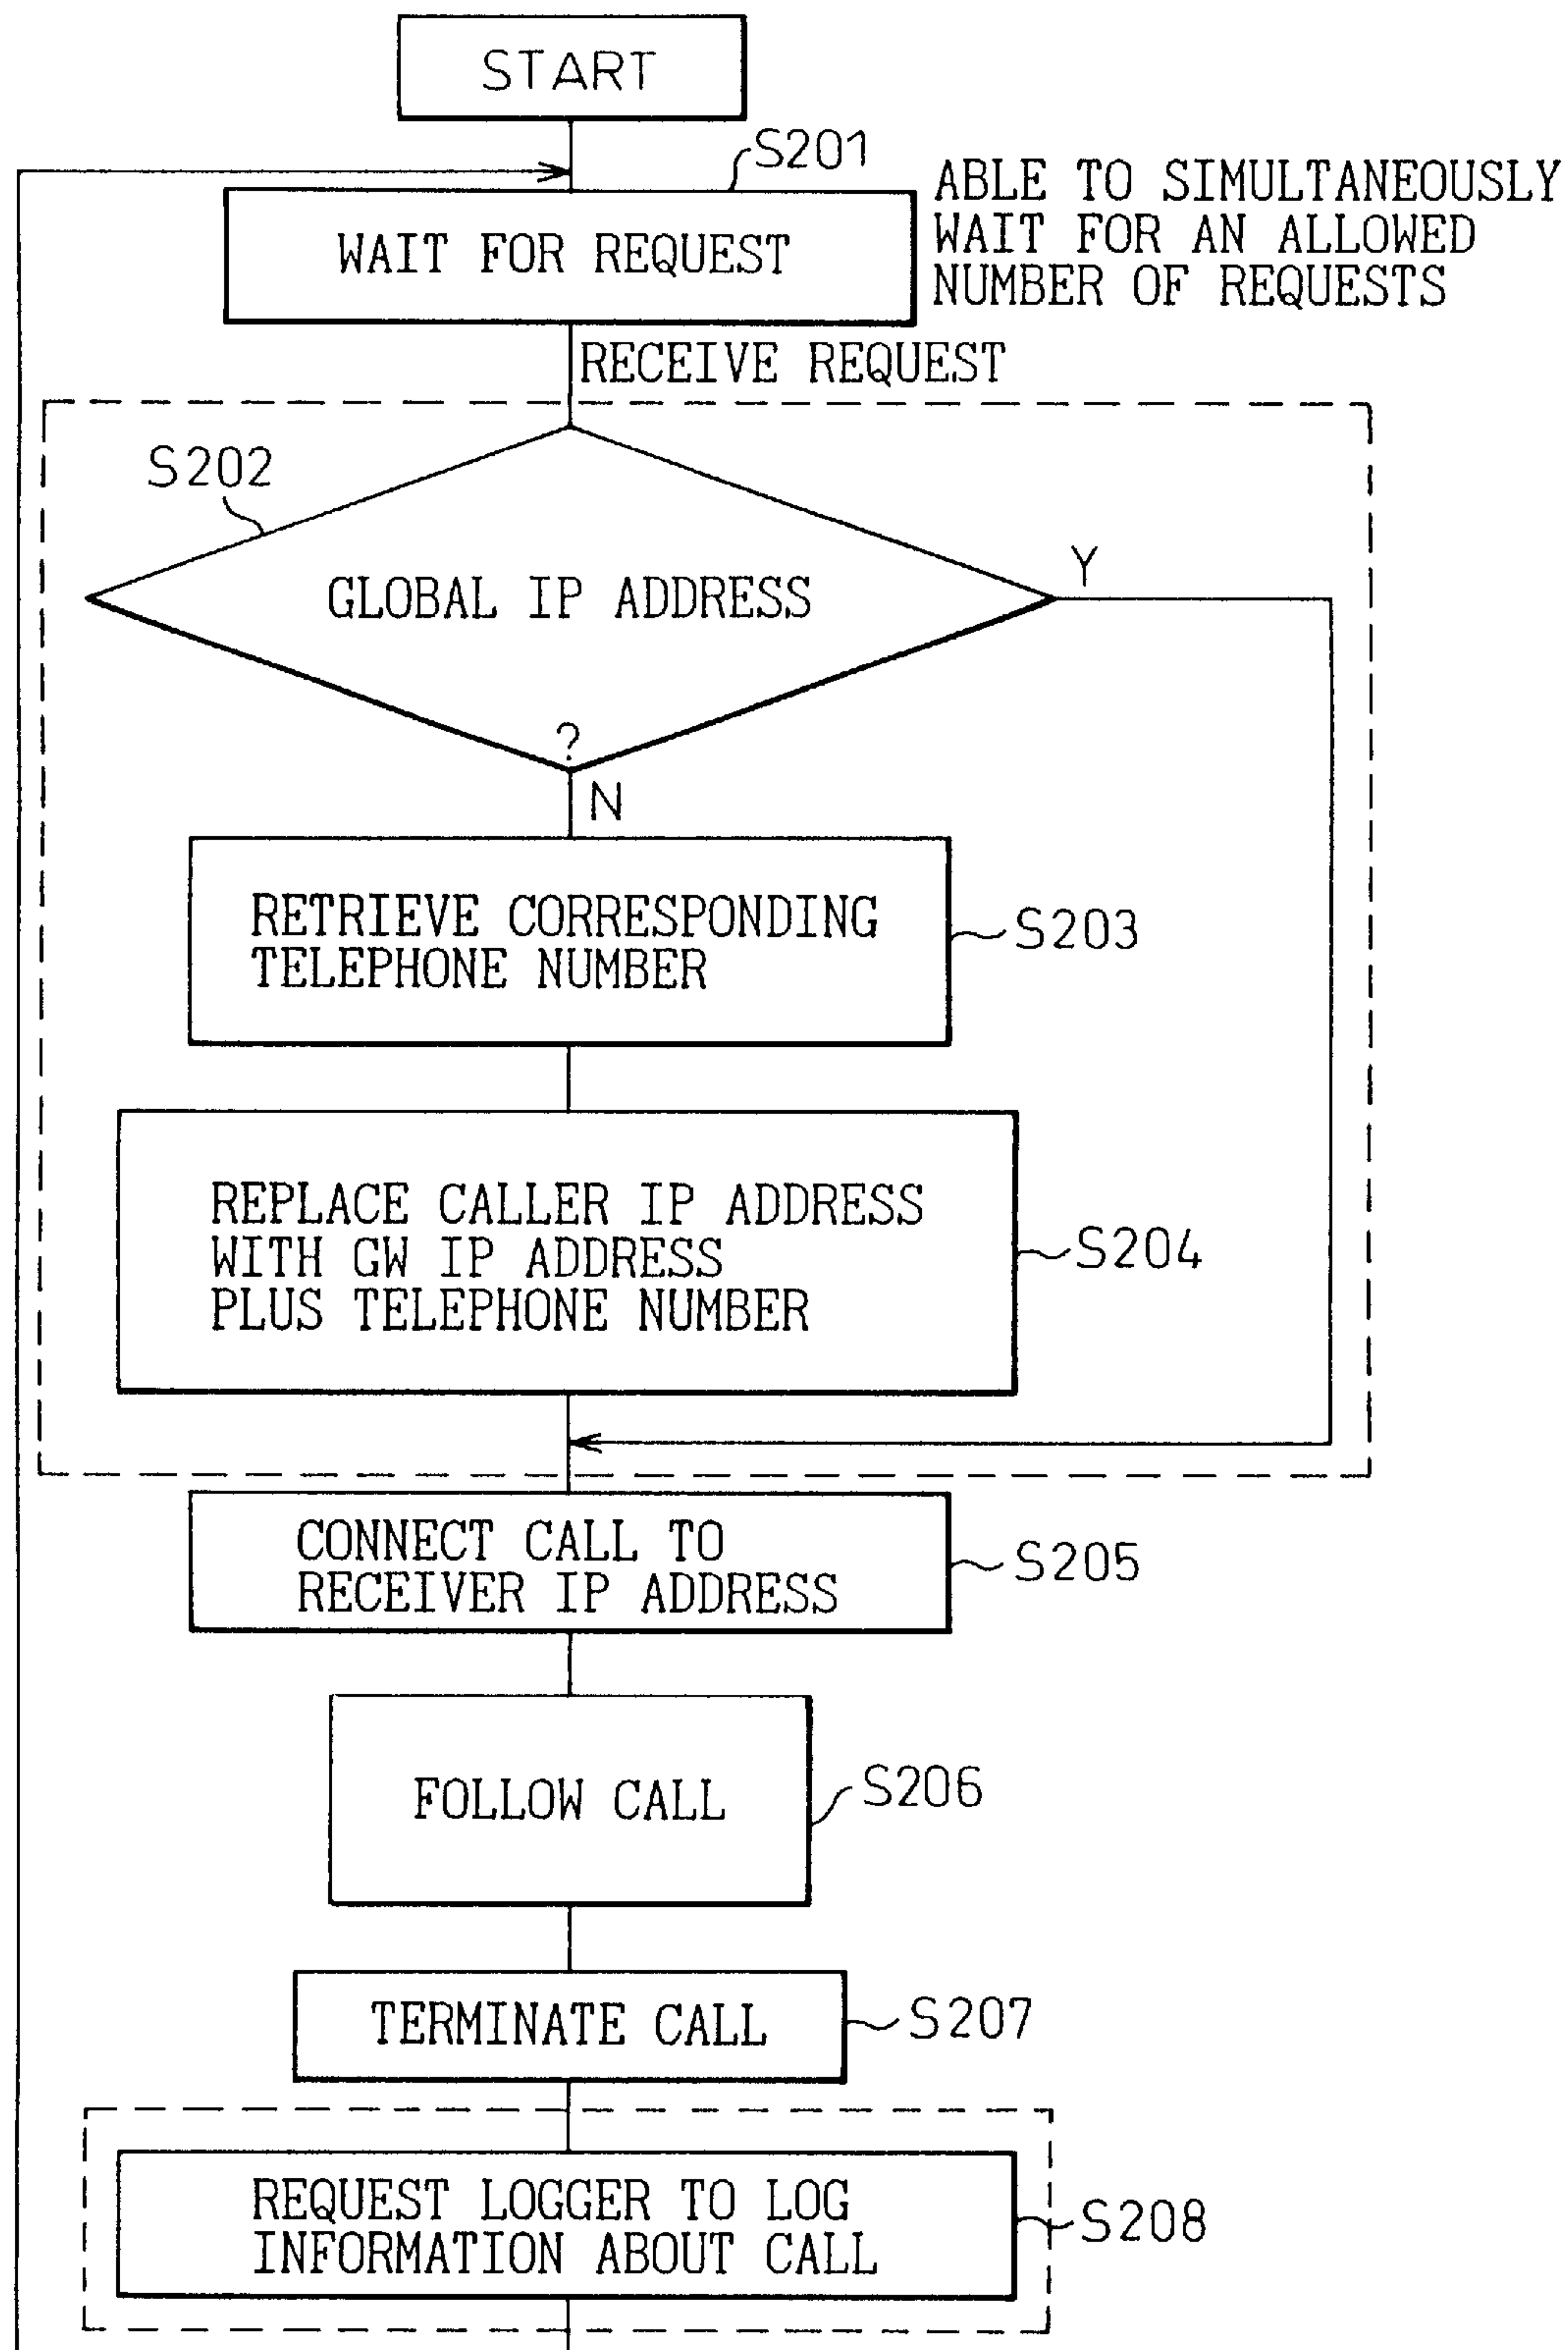 START
S201
WAIT FOR REQUEST
ABLE TO SIMULTANEOUSLY
WAIT FOR AN ALLOWED
NUMBER OF REQUESTS
RECEIVE REQUEST
S202
GLOBAL IP ADDRESS
?
Y
N
RETRIEVE CORRESPONDING
TELEPHONE NUMBER
S203
REPLACE CALLER IP ADDRESS
WITH GW IP ADDRESS
PLUS TELEPHONE NUMBER
S204
CONNECT CALL TO
RECEIVER IP ADDRESS
S205
FOLLOW CALL
S206
TERMINATE CALL
S207
REQUEST LOGGER TO LOG
INFORMATION ABOUT CALL
S208